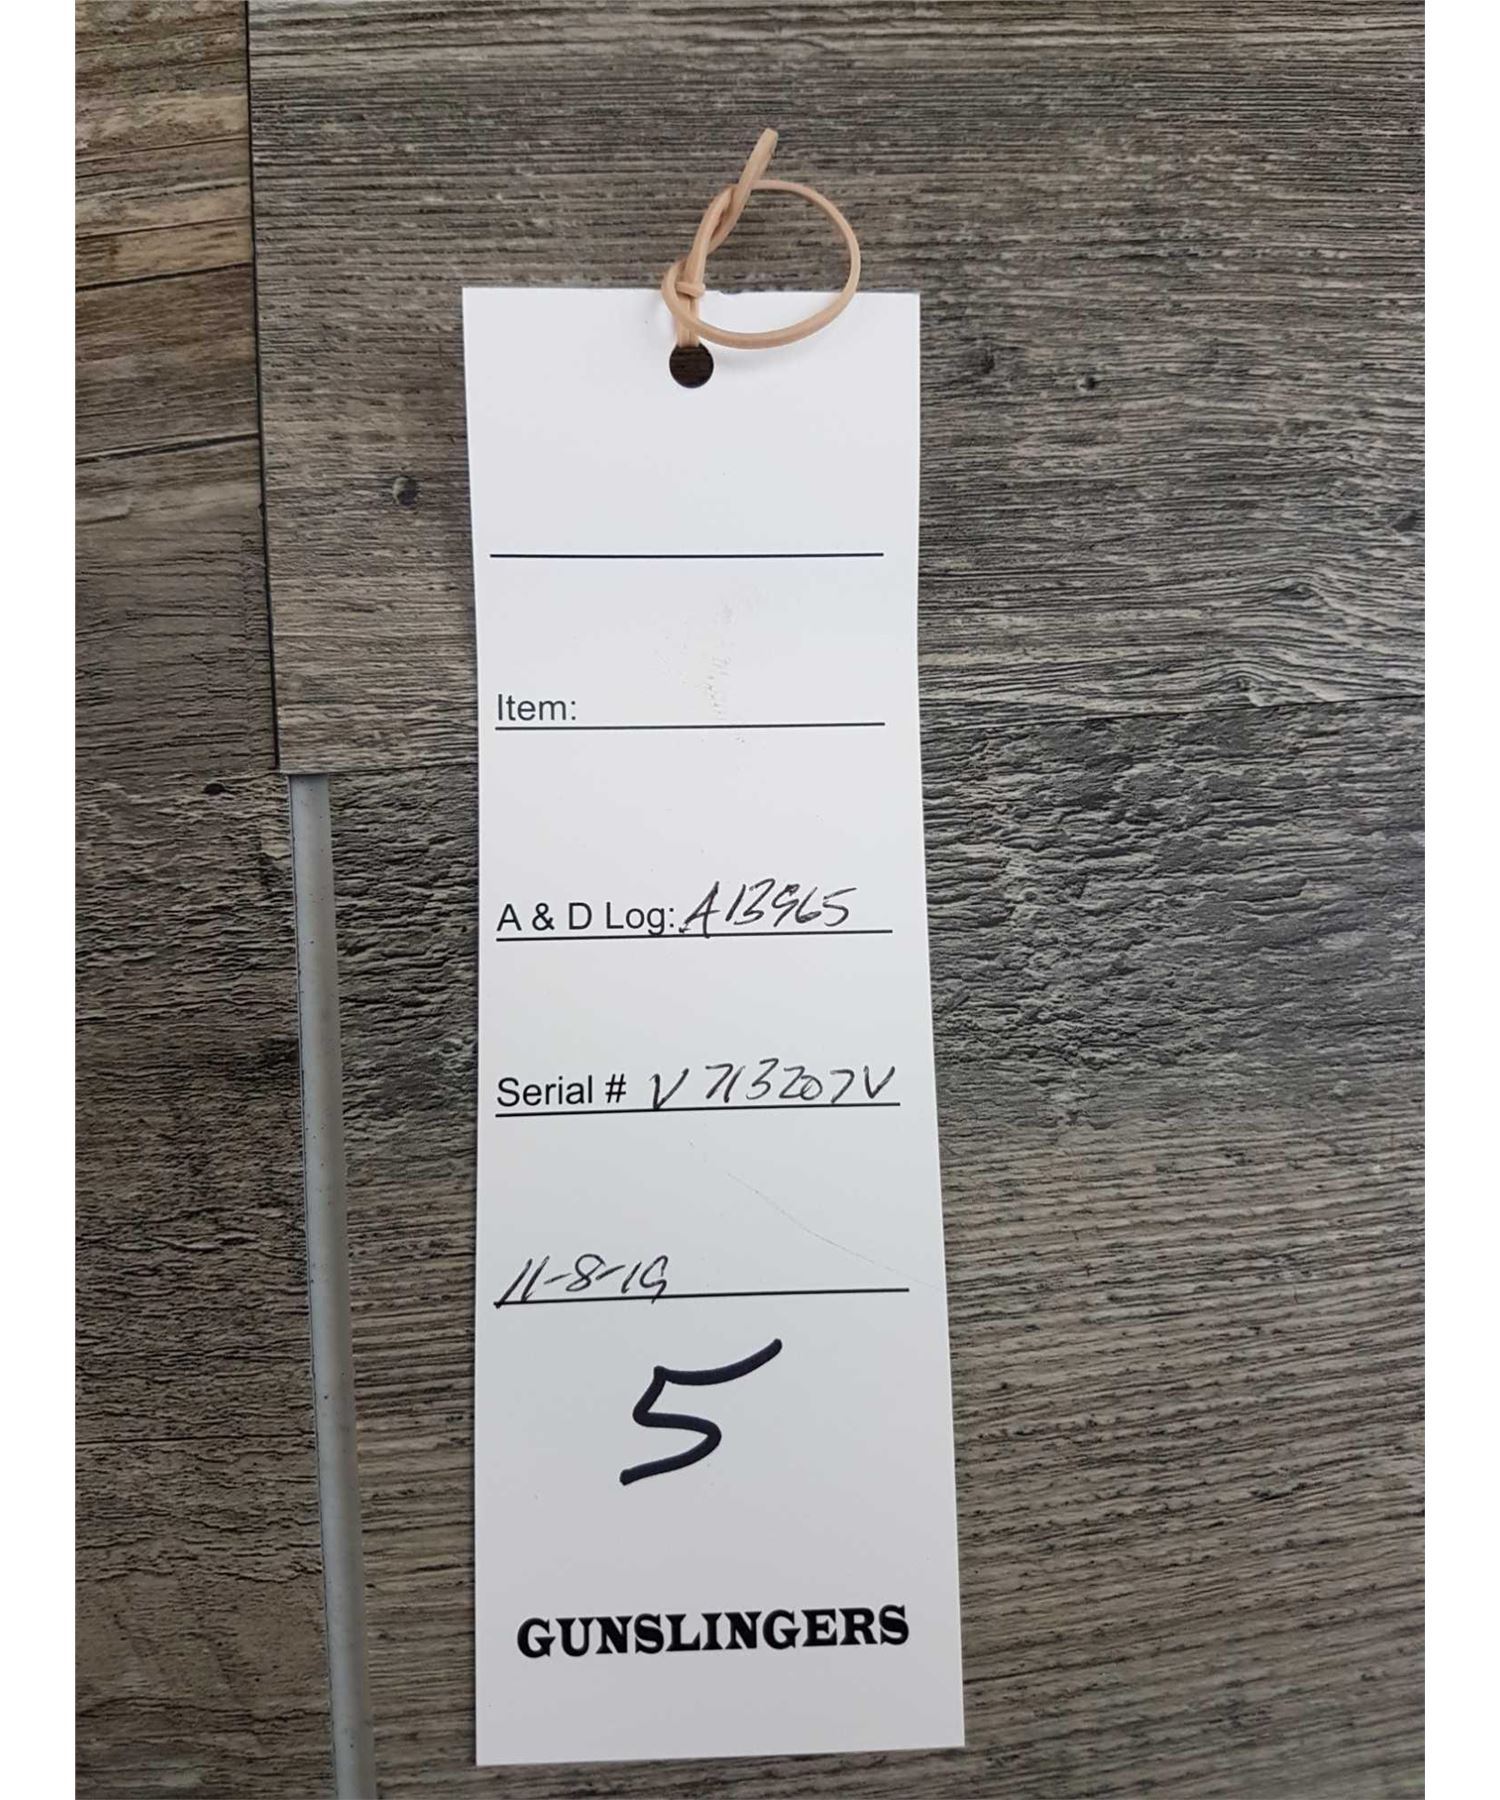 Item:
A & D Log: A13965
Serial # V713207V
11-8-19
5
GUNSLINGERS